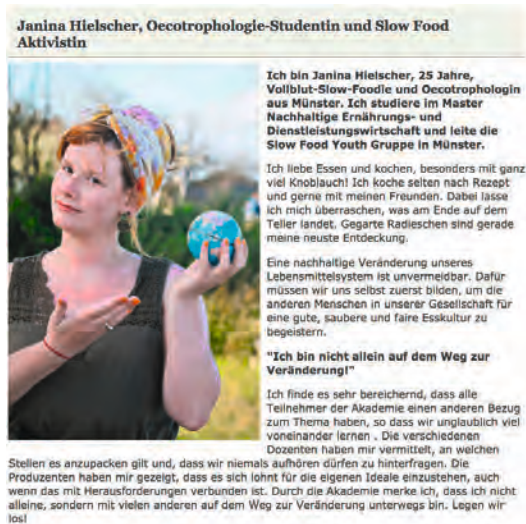 Janina Hielscher, Oecotrophologie-Studentin und Slow Food
Aktivistin
Ich bin Janina Hielscher, 25 Jahre,
Vollblut-Slow-Foodie und Oecotrophologin
aus Münster. Ich studiere im Master
Nachhaltige Ernährungs- und
Dienstleistungswirtschaft und leite die
Slow Food Youth Gruppe in Münster.
Ich liebe Essen und kochen, besonders mit ganz
viel Knoblauch! Ich koche selten nach Rezept
und gerne mit meinen Freunden. Dabei lasse
ich mich überraschen, was am Ende auf dem
Teller landet. Gegarte Radieschen sind gerade
meine neuste Entdeckung.
Eine nachhaltige Veränderung unseres
Lebensmittelsystem ist unvermeidbar. Dafür
müssen wir uns selbst zuerst bilden, um die
anderen Menschen in unserer Gesellschaft für
eine gute, saubere und faire Esskultur zu
begeistern.
"Ich bin nicht allein auf dem Weg zur
Veränderung!"
Ich finde es sehr bereichernd, dass alle
Teilnehmer der Akademie einen anderen Bezug
zum Thema haben, so dass wir unglaublich viel
voneinander lernen . Die verschiedenen
Dozenten haben mir vermittelt, an welchen
Stellen es anzupacken gilt und, dass wir niemals aufhören dürfen zu hinterfragen. Die
Produzenten haben mir gezeigt, dass es sich lohnt für die eigenen Ideale einzustehen, auch
wenn das mit Herausforderungen verbunden ist. Durch die Akademie merke ich, dass ich nicht
alleine, sondern mit vielen anderen auf dem Weg zur Veränderung unterwegs bin. Legen wir
los!